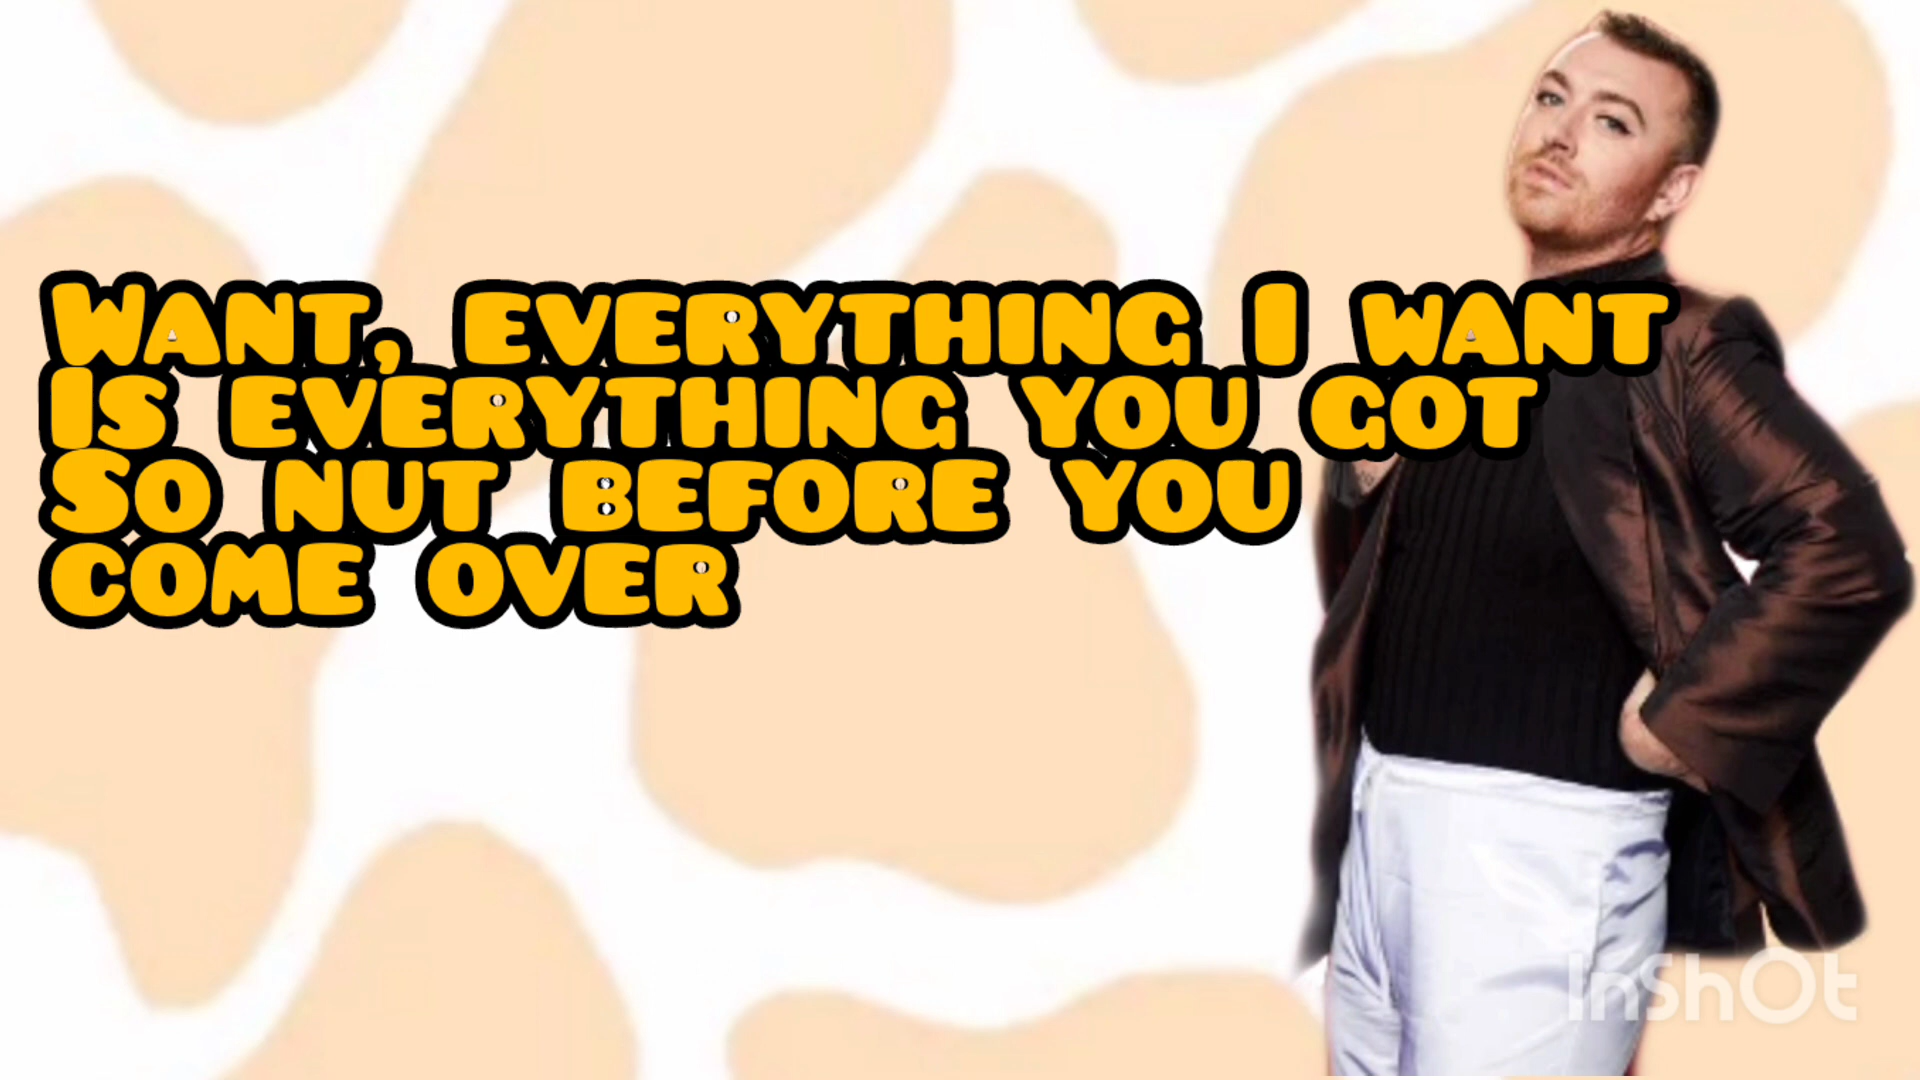 Want, everything I want
Is everything you got
So nut before you
come over
InShOt